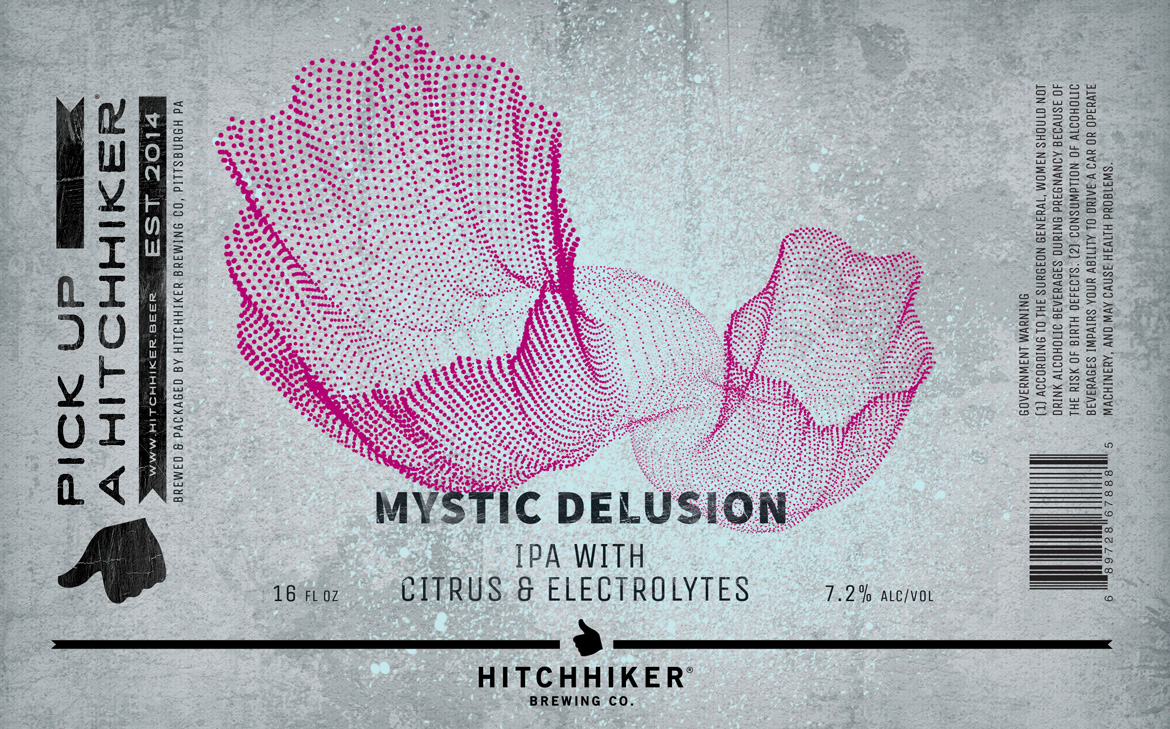 PICK UP
A HITCHHIKER®
WWW.HITCHHIKER.BEER EST 2014
BREWED & PACKAGED BY HITCHHIKER BREWING CO, PITTSBURGH PA
MYSTIC DELUSION
IPA WITH
CITRUS & ELECTROLYTES
16 FL OZ
7.2% ALC/VOL
HITCHHIKER®
BREWING CO.
GOVERNMENT WARNING
(1) ACCORDING TO THE SURGEON GENERAL, WOMEN SHOULD NOT
DRINK ALCOHOLIC BEVERAGES DURING PREGNANCY BECAUSE OF
THE RISK OF BIRTH DEFECTS. (2) CONSUMPTION OF ALCOHOLIC
BEVERAGES IMPAIRS YOUR ABILITY TO DRIVE A CAR OR OPERATE
MACHINERY, AND MAY CAUSE HEALTH PROBLEMS.
6 89728 67888 5